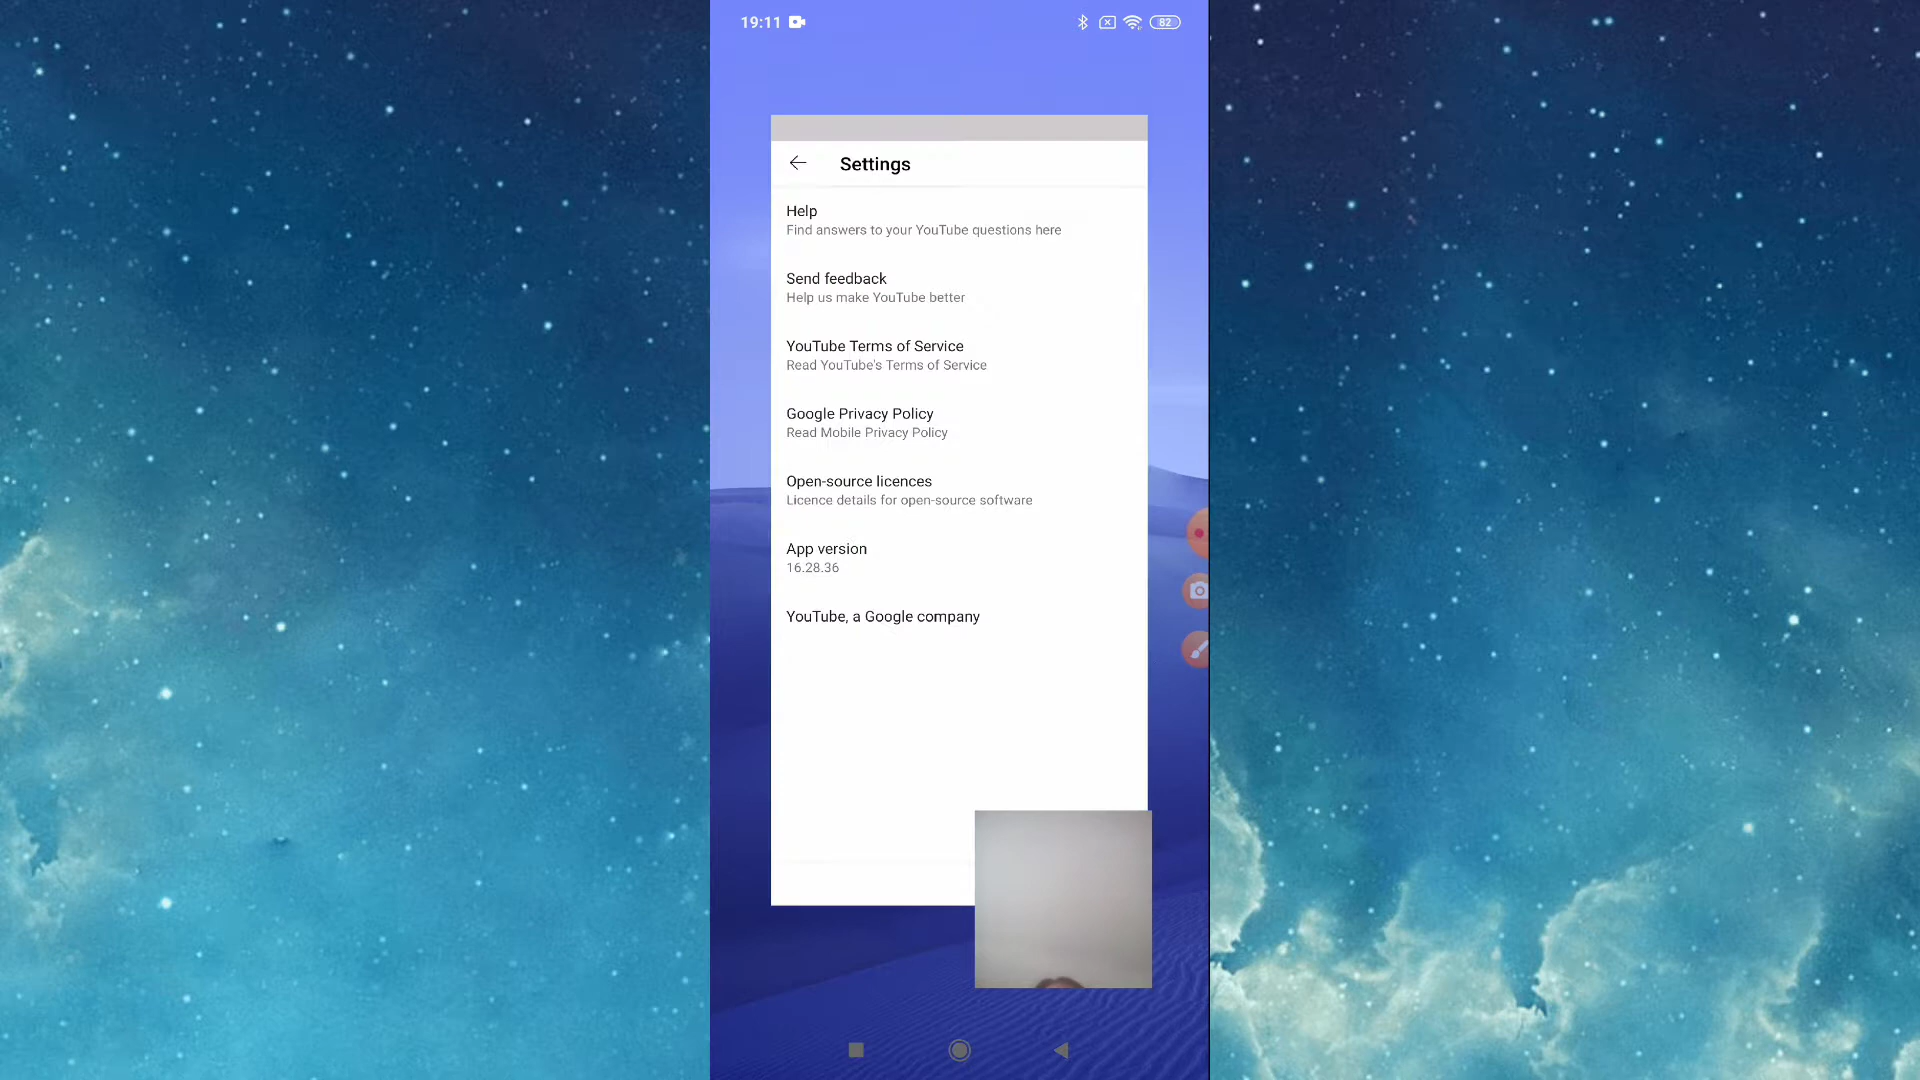 19:11
82
Settings
Help
Find answers to your YouTube questions here
Send feedback
Help us make YouTube better
YouTube Terms of Service
Read YouTube's Terms of Service
Google Privacy Policy
Read Mobile Privacy Policy
Open-source licences
Licence details for open-source software
App version
16.28.36
YouTube, a Google company